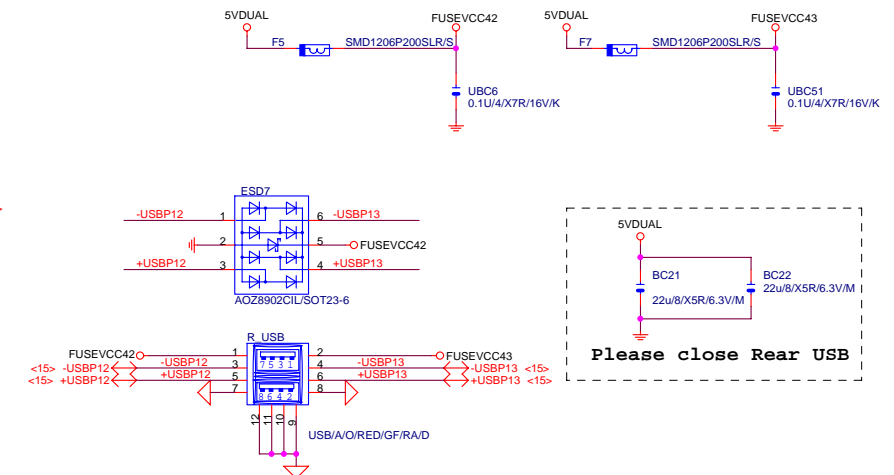 5VDUAL FUSEVCC42 5VDUAL FUSEVCC43
F5 SMD1206P200SLR/S F7 SMD1206P200SLR/S
UBC6 UBC51
0.1U/4/X7R/16V/K 0.1U/4/X7R/16V/K
ESD7
-USBP12 1 6 -USBP13
2 5 FUSEVCC42
+USBP12 3 4 +USBP13
AOZ8902CIL/SOT23-6
5VDUAL
BC21 BC22
22u/8/X5R/6.3V/M 22u/8/X5R/6.3V/M
Please close Rear USB
R_USB
FUSEVCC42 1 2 FUSEVCC43
<15> -USBP12 -USBP12 3 7 5 3 1 4 -USBP13 -USBP13 <15>
<15> +USBP12 +USBP12 5 6 +USBP13 +USBP13 <15>
7 8 6 4 2 8
12 11 10 9
USB/A/O/RED/GF/RA/D